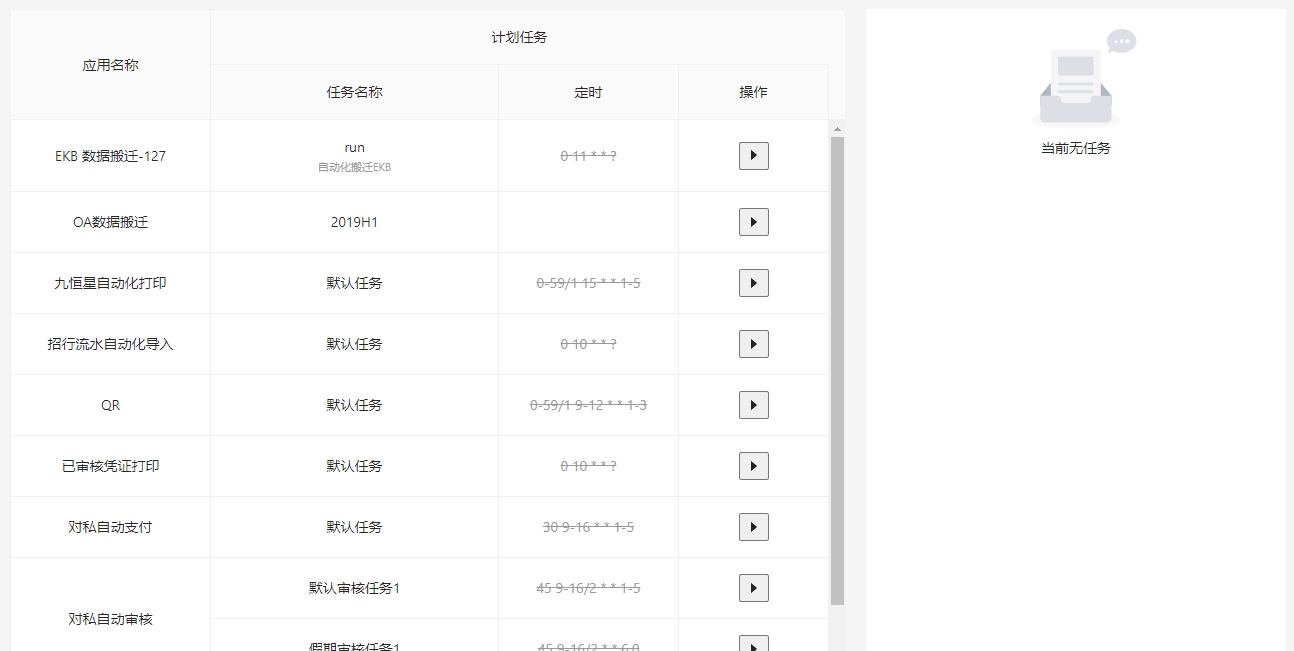 应用名称
计划任务
任务名称
定时
操作
EKB 数据搬迁-127
run
自动化搬迁EKB
0 11 * * ?
OA数据搬迁
2019H1
九恒星自动化打印
默认任务
0-59/1 15 * * 1-5
招行流水自动化导入
默认任务
0 10 * * ?
QR
默认任务
0-59/1 9-12 * * 1-3
已审核凭证打印
默认任务
0 10 * * ?
对私自动支付
默认任务
30 9-16 * * 1-5
对私自动审核
默认审核任务1
45 9-16/2 * * 1-5
假期审核任务1
45 9-16/2 * * 6,0
当前无任务